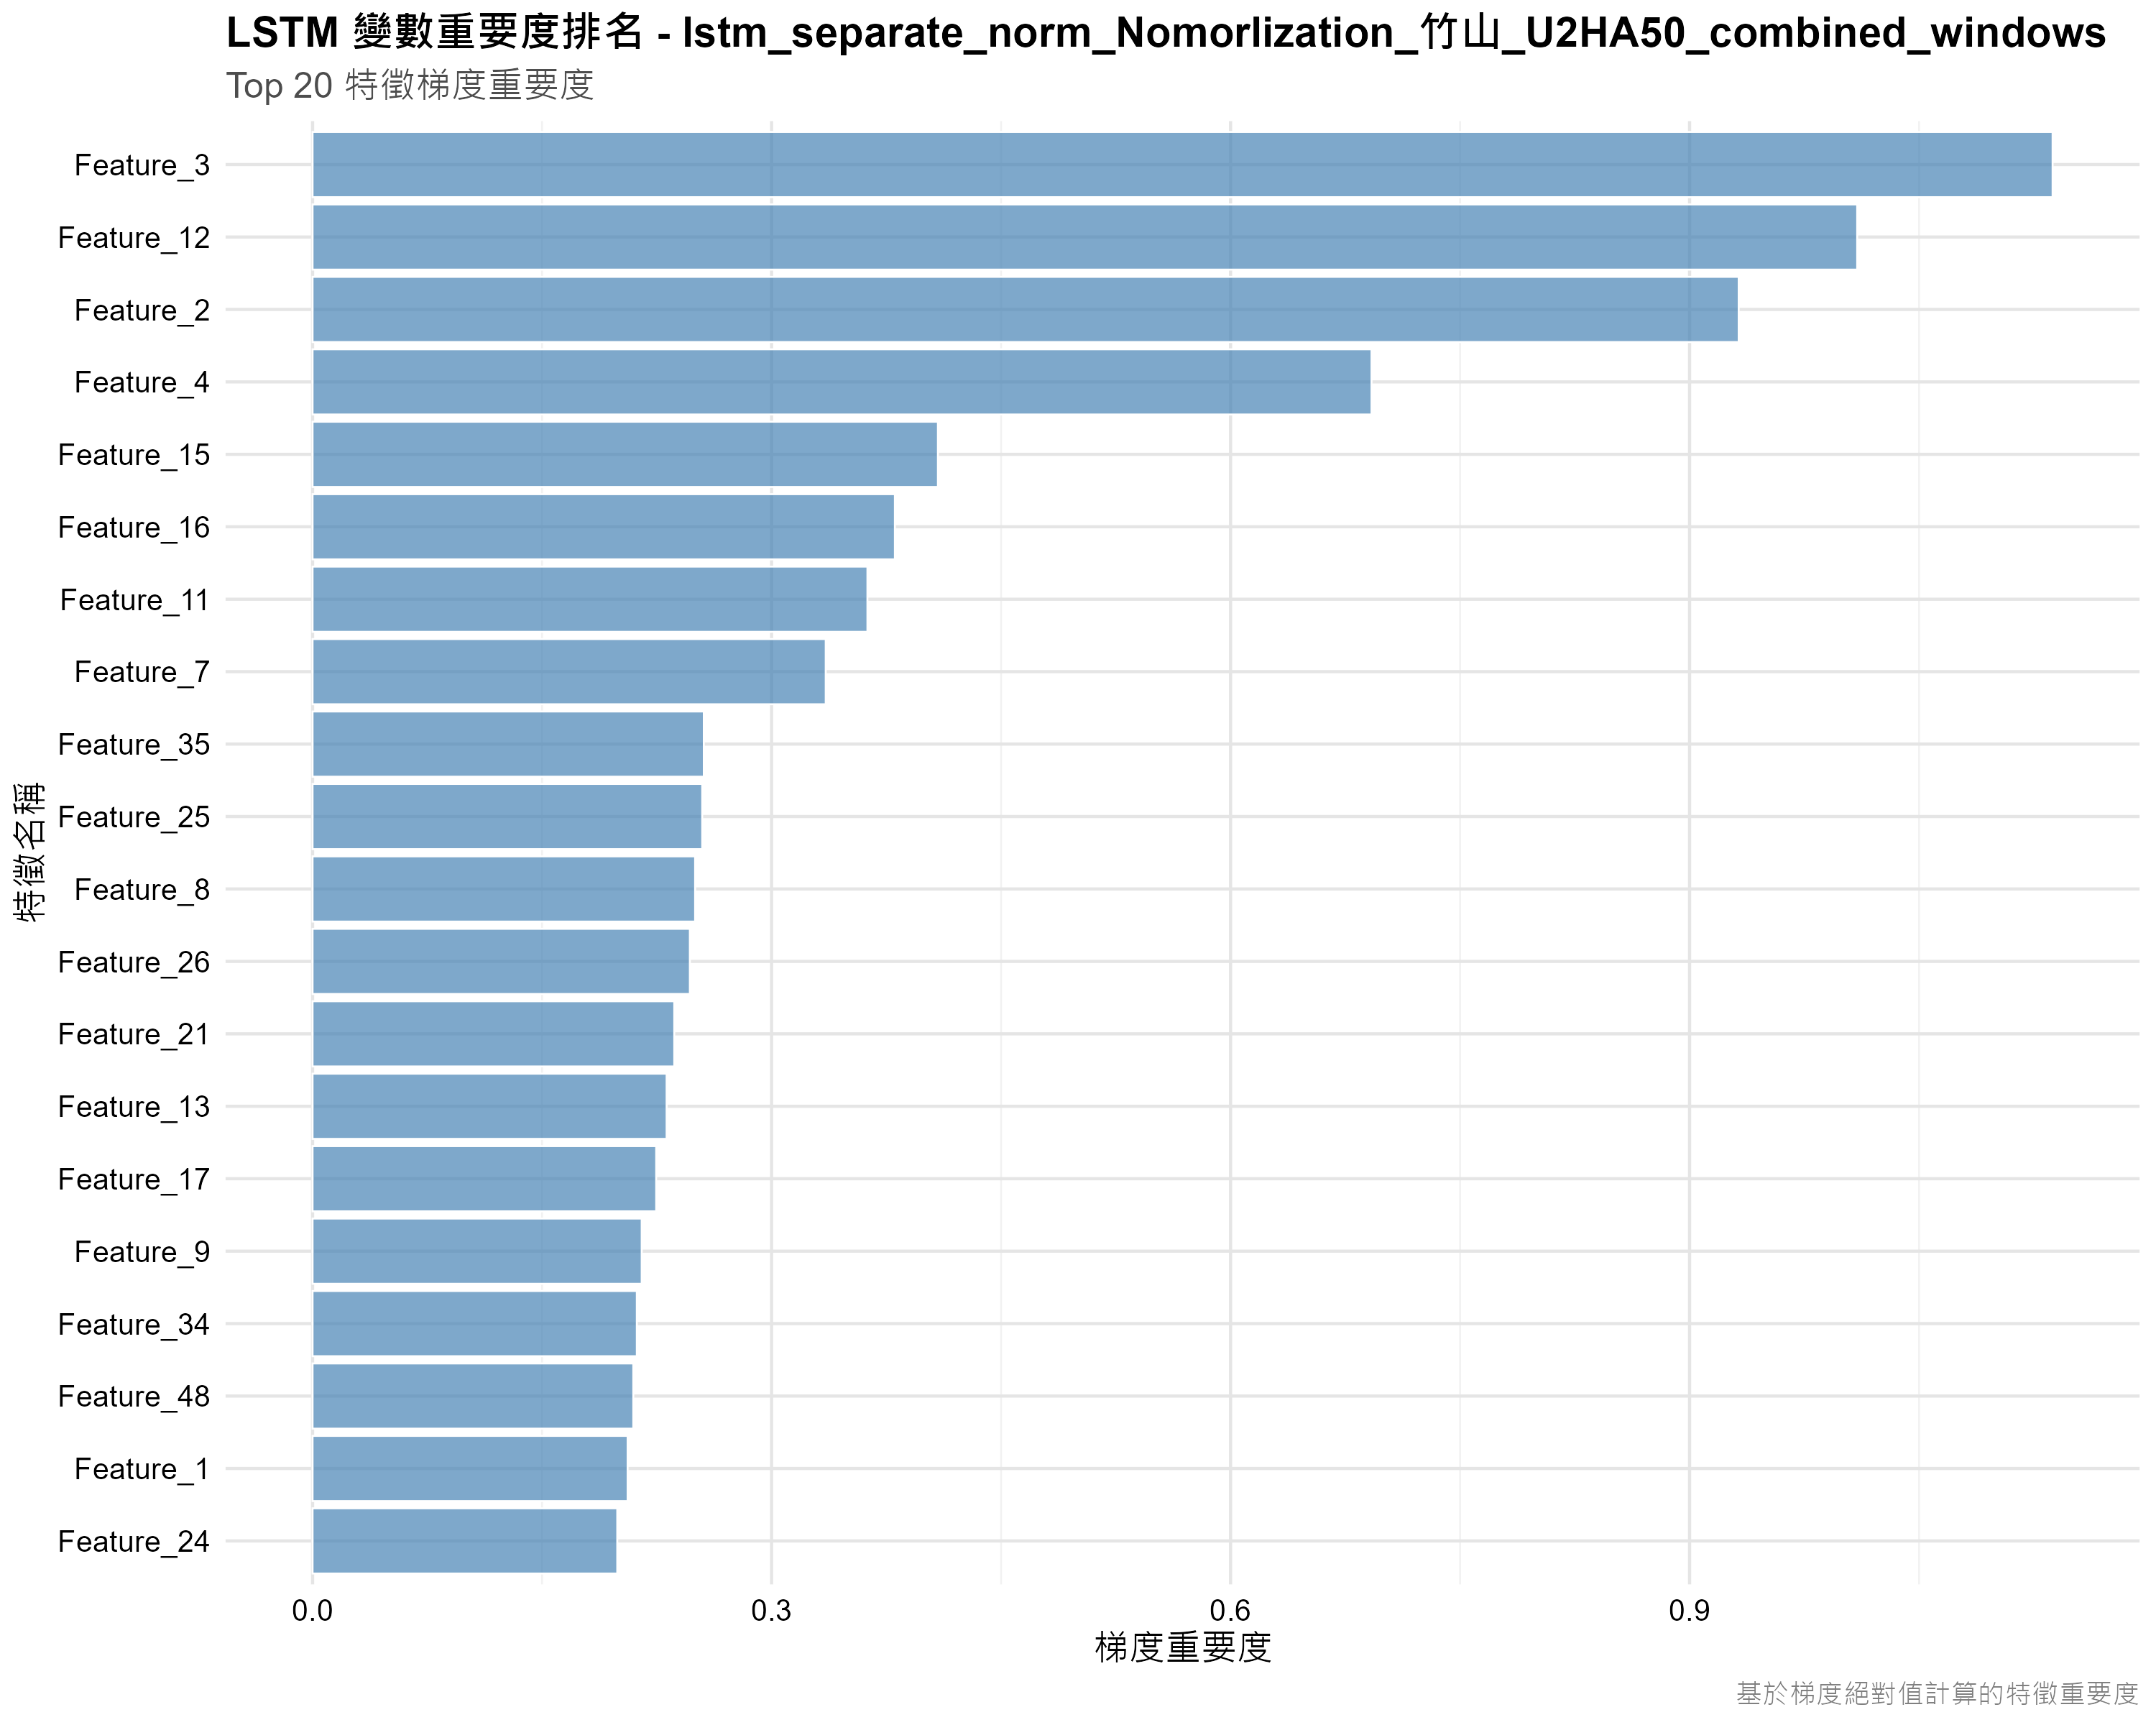 LSTM 變數重要度排名 - lstm_separate_norm_Nomorlization_竹山_U2HA50_combined_windows
Top 20 特徵梯度重要度
特徵名稱
Feature_3
Feature_12
Feature_2
Feature_4
Feature_15
Feature_16
Feature_11
Feature_7
Feature_35
Feature_25
Feature_8
Feature_26
Feature_21
Feature_13
Feature_17
Feature_9
Feature_34
Feature_48
Feature_1
Feature_24
0.0 0.3 0.6 0.9
梯度重要度
基於梯度絕對值計算的特徵重要度